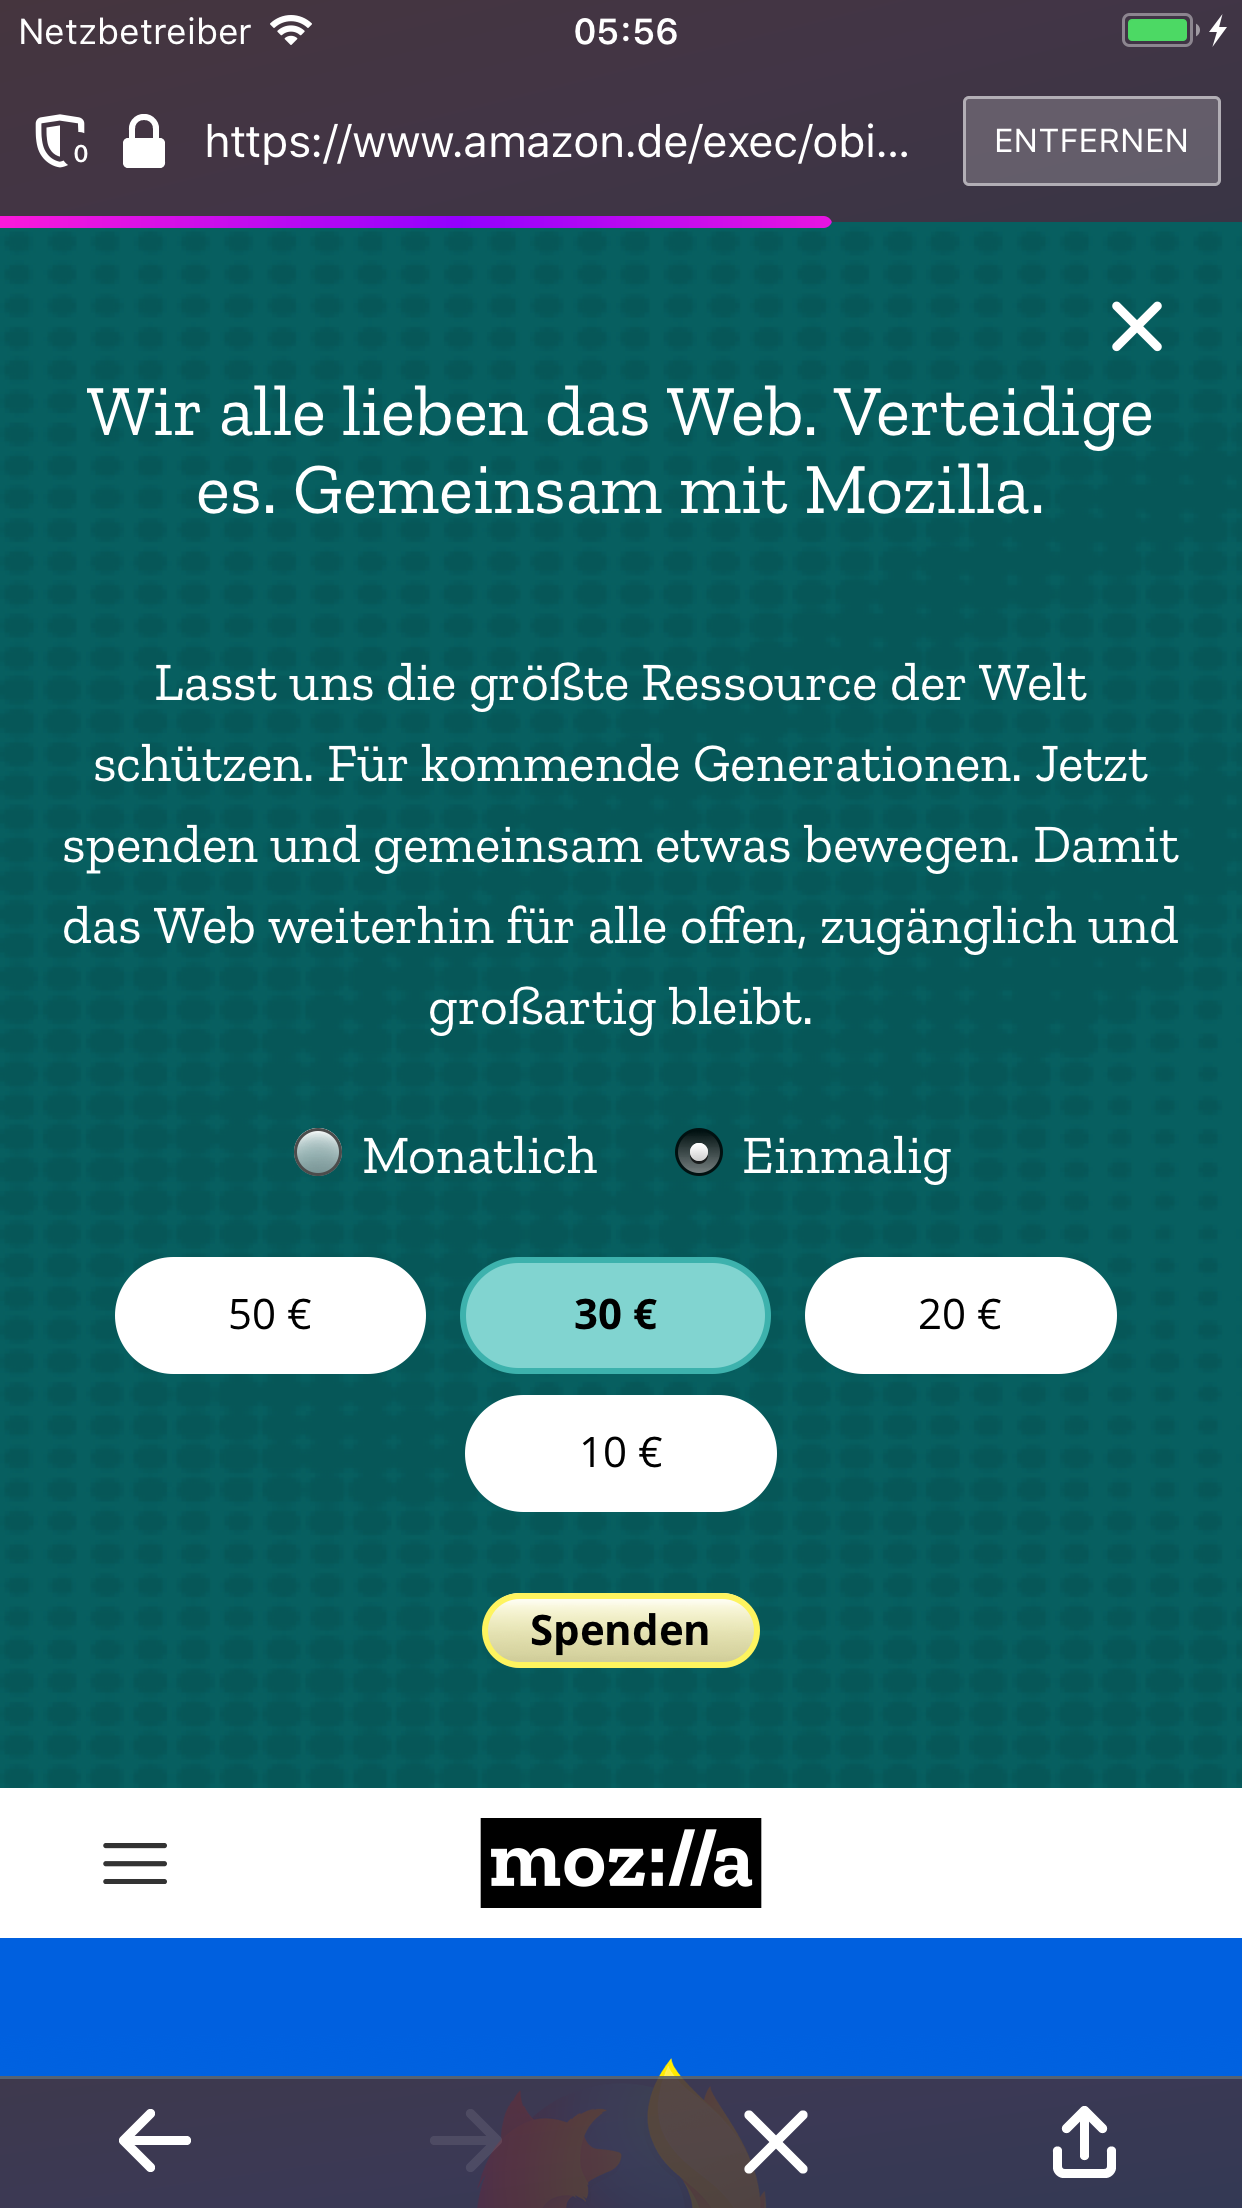 Netzbetreiber 05:56
0 https://www.amazon.de/exec/obi... ENTFERNEN
Wir alle lieben das Web. Verteidige
es. Gemeinsam mit Mozilla.
Lasst uns die größte Ressource der Welt
schützen. Für kommende Generationen. Jetzt
spenden und gemeinsam etwas bewegen. Damit
das Web weiterhin für alle offen, zugänglich und
großartig bleibt.
Monatlich Einmalig
50 € 30 € 20 €
10 €
Spenden
moz://a